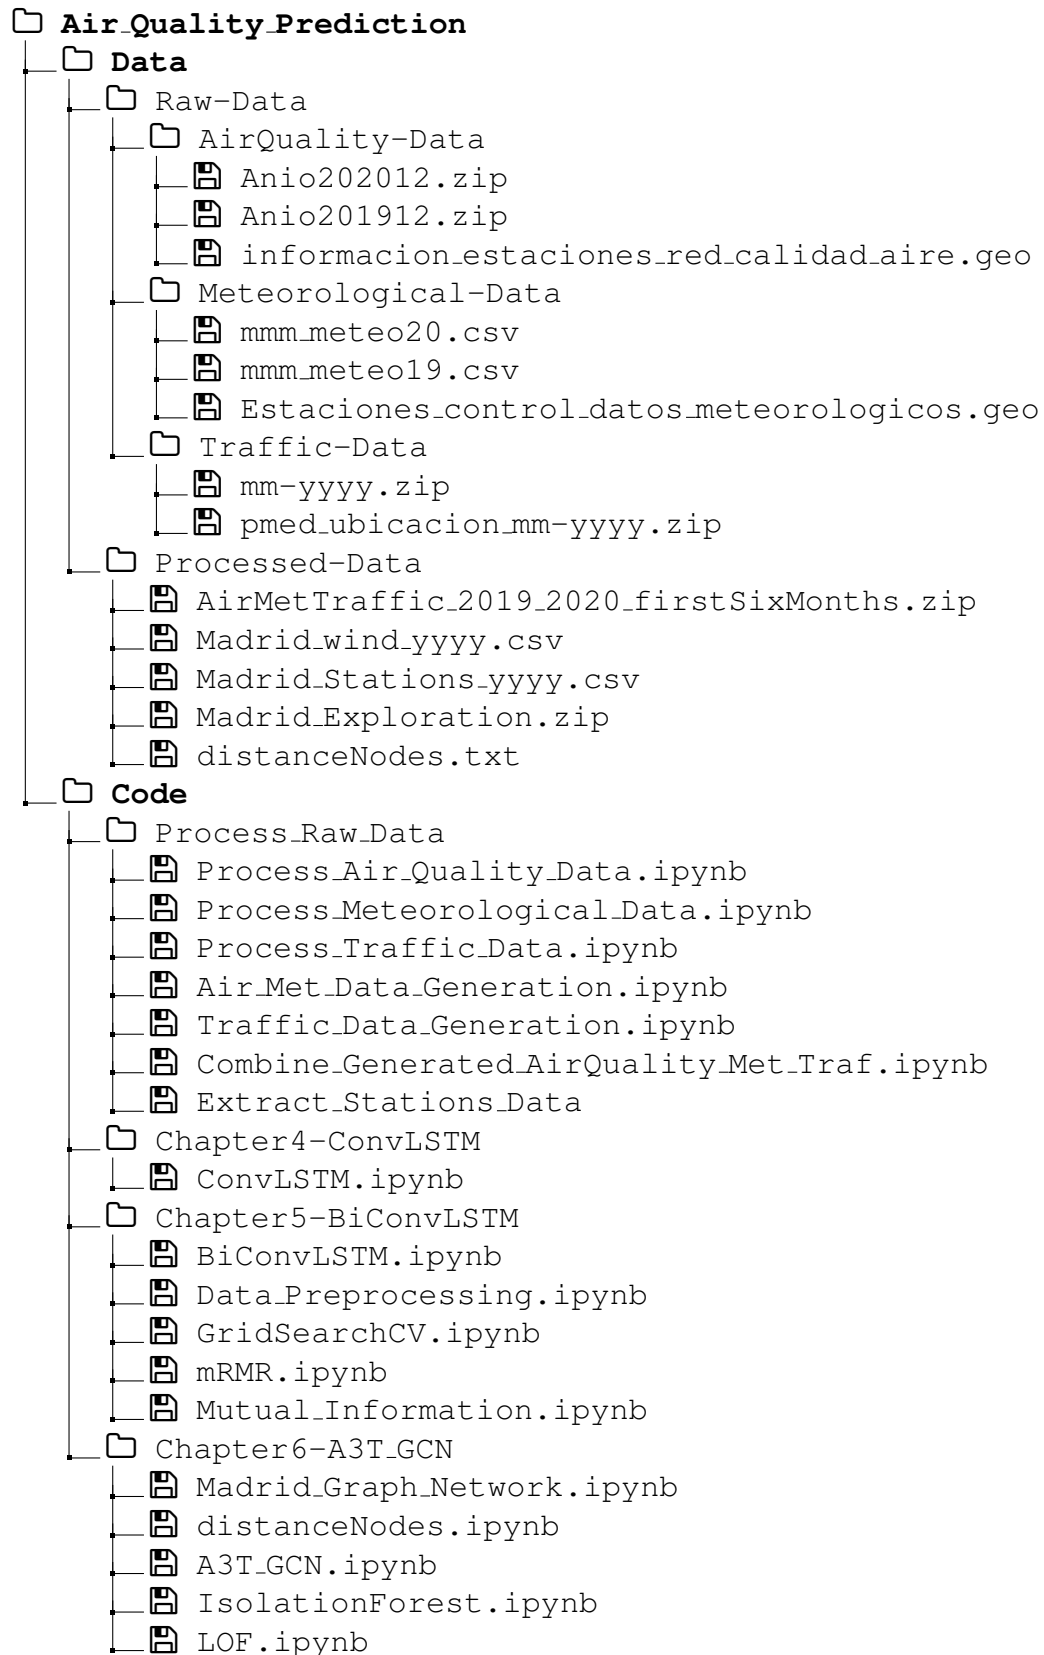 Air_Quality_Prediction
Data
Raw-Data
AirQuality-Data
Anio202012.zip
Anio201912.zip
informacion_estaciones_red_calidad_aire.geo
Meteorological-Data
mmm_meteo20.csv
mmm_meteo19.csv
Estaciones_control_datos_meteorologicos.geo
Traffic-Data
mm-yyyy.zip
pmed_ubicacion_mm-yyyy.zip
Processed-Data
AirMetTraffic_2019_2020_firstSixMonths.zip
Madrid_wind_yyyy.csv
Madrid_Stations_yyyy.csv
Madrid_Exploration.zip
distanceNodes.txt
Code
Process_Raw_Data
Process_Air_Quality_Data.ipynb
Process_Meteorological_Data.ipynb
Process_Traffic_Data.ipynb
Air_Met_Data_Generation.ipynb
Traffic_Data_Generation.ipynb
Combine_Generated_AirQuality_Met_Traf.ipynb
Extract_Stations_Data
Chapter4-ConvLSTM
ConvLSTM.ipynb
Chapter5-BiConvLSTM
BiConvLSTM.ipynb
Data_Preprocessing.ipynb
GridSearchCV.ipynb
mRMR.ipynb
Mutual_Information.ipynb
Chapter6-A3T_GCN
Madrid_Graph_Network.ipynb
distanceNodes.ipynb
A3T_GCN.ipynb
IsolationForest.ipynb
LOF.ipynb